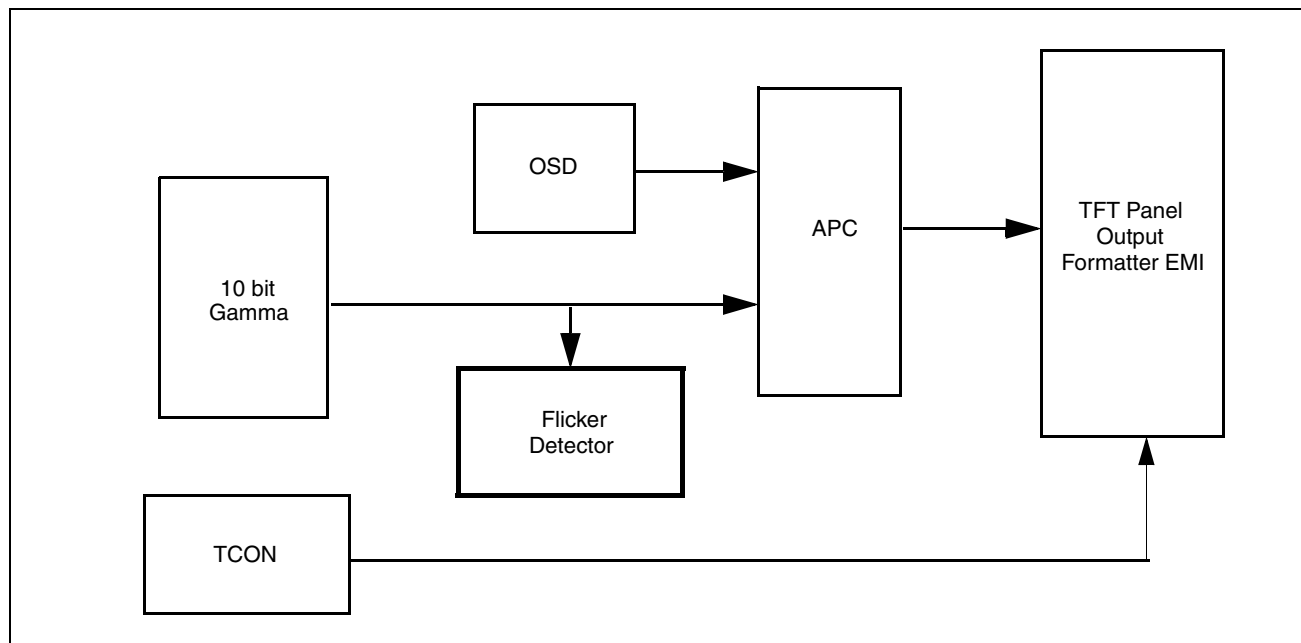 OSD
APC
TFT Panel
Output
Formatter EMI
10 bit
Gamma
Flicker
Detector
TCON